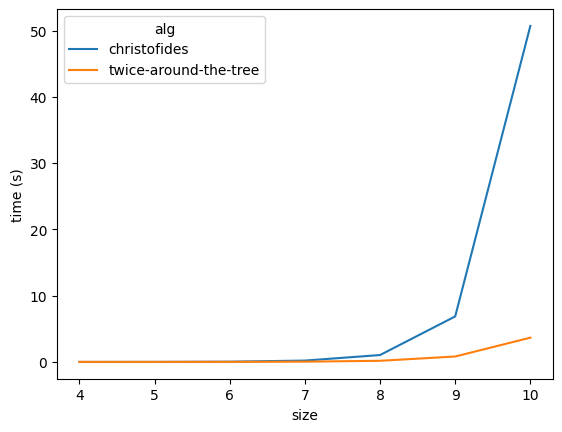 alg
christofides
twice-around-the-tree
50
40
30
20
10
0
time (s)
4 5 6 7 8 9 10
size